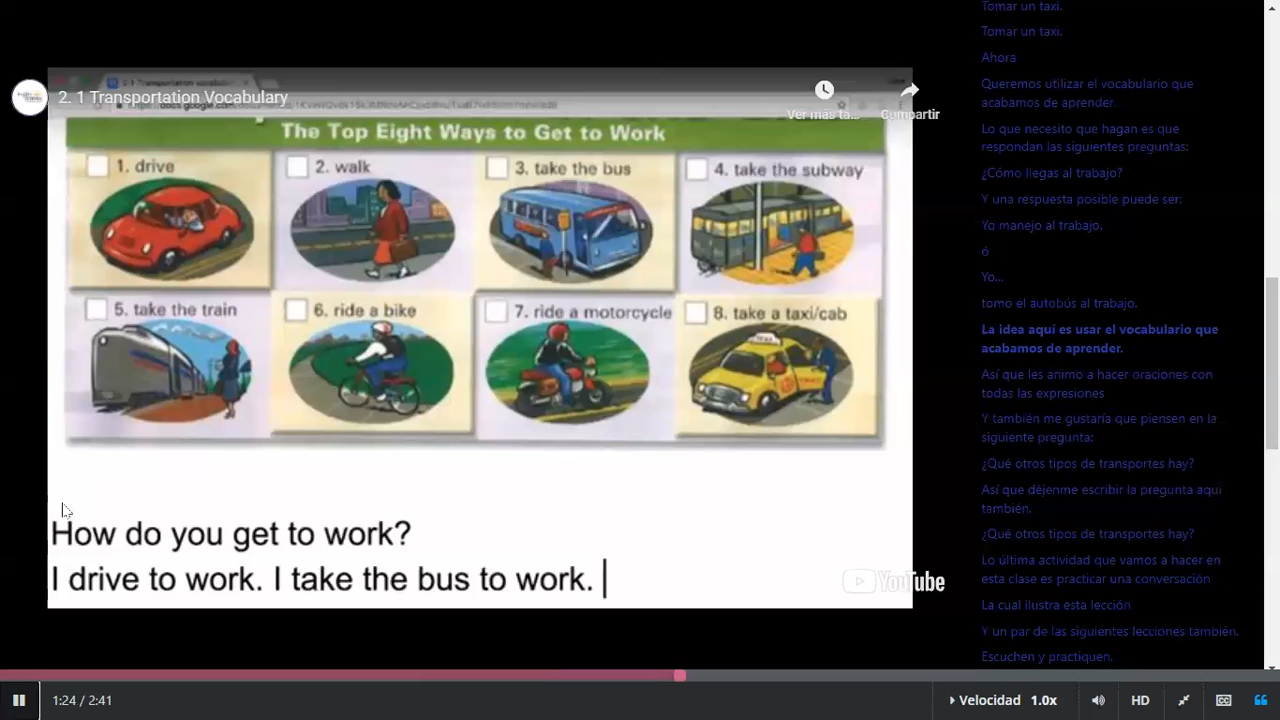 2. 1 Transportation Vocabulary
Ver más ta...
Compartir
The Top Eight Ways to Get to Work
1. drive
2. walk
3. take the bus
4. take the subway
5. take the train
6. ride a bike
7. ride a motorcycle
8. take a taxi/cab
TAXI
How do you get to work?
I drive to work. I take the bus to work.
YouTube
Tomar un taxi.
Tomar un taxi.
Ahora
Queremos utilizar el vocabulario que
acabamos de aprender.
Lo que necesito que hagan es que
respondan las siguientes preguntas:
¿Cómo llegas al trabajo?
Y una respuesta posible puede ser:
Yo manejo al trabajo.
ó
Yo...
tomo el autobús al trabajo.
La idea aquí es usar el vocabulario que
acabamos de aprender.
Así que les animo a hacer oraciones con
todas las expresiones
Y también me gustaría que piensen en la
siguiente pregunta:
¿Qué otros tipos de transportes hay?
Así que déjenme escribir la pregunta aquí
también.
¿Qué otros tipos de transportes hay?
Lo última actividad que vamos a hacer en
esta clase es practicar una conversación
La cual ilustra esta lección
Y un par de las siguientes lecciones también.
Escuchen y practiquen.
1:24 / 2:41
Velocidad 1.0x
HD
CC